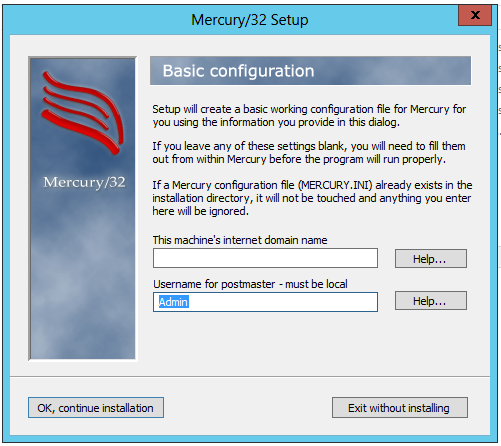 Mercury/32 Setup
x
Basic configuration
Mercury/32
Setup will create a basic working configuration file for Mercury for
you using the information you provide in this dialog.
If you leave any of these settings blank, you will need to fill them
out from within Mercury before the program will run properly.
If a Mercury configuration file (MERCURY.INI) already exists in the
installation directory, it will not be touched and anything you enter
here will be ignored.
This machine's internet domain name
Help...
Username for postmaster - must be local
Admin
Help...
OK, continue installation
Exit without installing